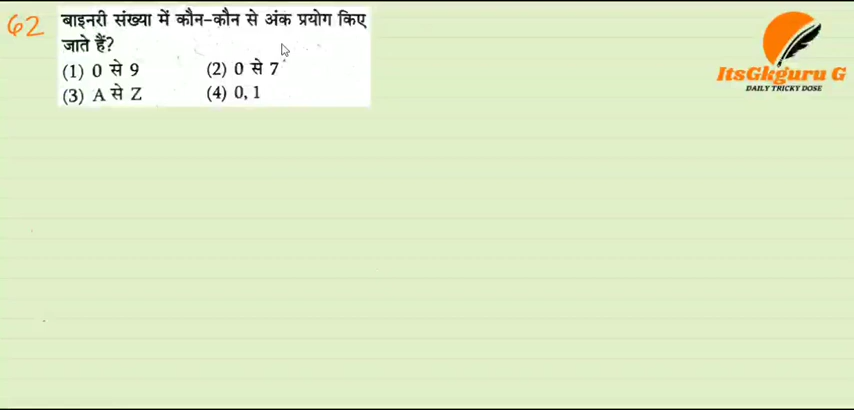 62
बाइनरी संख्या में कौन-कौन से अंक प्रयोग किए
जाते हैं?
(1) 0 से 9 (2) 0 से 7
(3) A से Z (4) 0, 1
ItsGkguru G
DAILY TRICKY DOSE